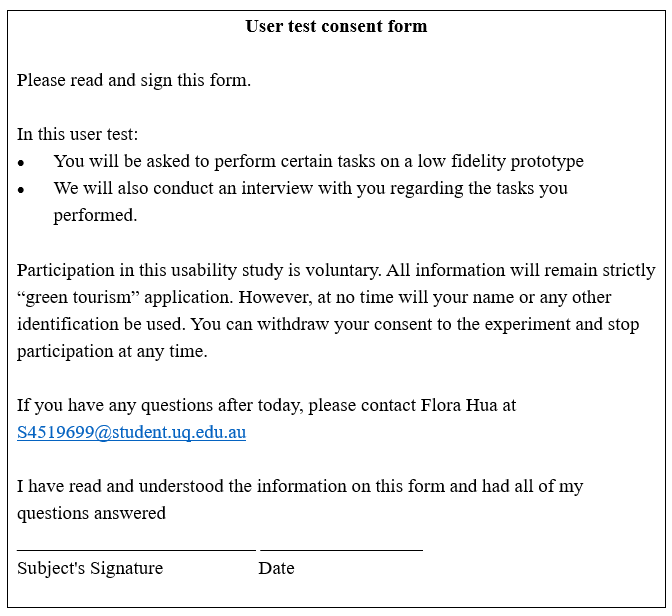 User test consent form
Please read and sign this form.
In this user test:
• You will be asked to perform certain tasks on a low fidelity prototype
• We will also conduct an interview with you regarding the tasks you
performed.
Participation in this usability study is voluntary. All information will remain strictly
“green tourism” application. However, at no time will your name or any other
identification be used. You can withdraw your consent to the experiment and stop
participation at any time.
If you have any questions after today, please contact Flora Hua at
S4519699@student.uq.edu.au
I have read and understood the information on this form and had all of my
questions answered
Subject's Signature Date